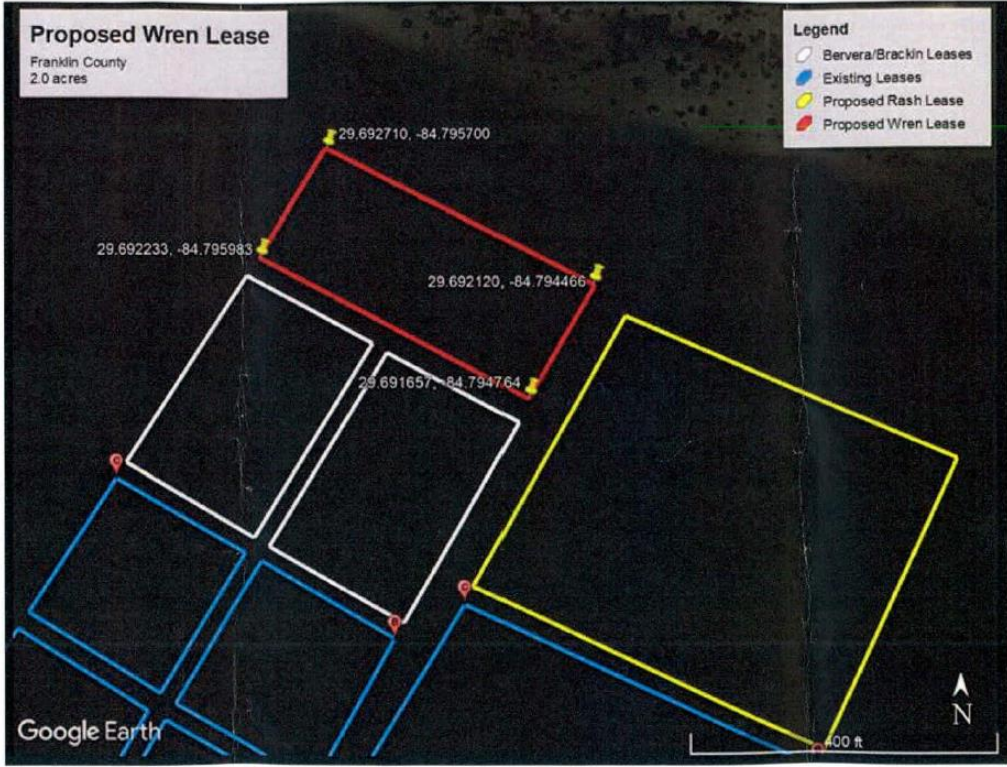 Proposed Wren Lease
Franklin County
2.0 acres
Legend
Bervera/Brackin Leases
Existing Leases
Proposed Rash Lease
Proposed Wren Lease
29.692710, -84.795700
29.692233, -84.795983
29.692120, -84.794466
29.691657, -84.794764
C
C
Google Earth
N
400 ft